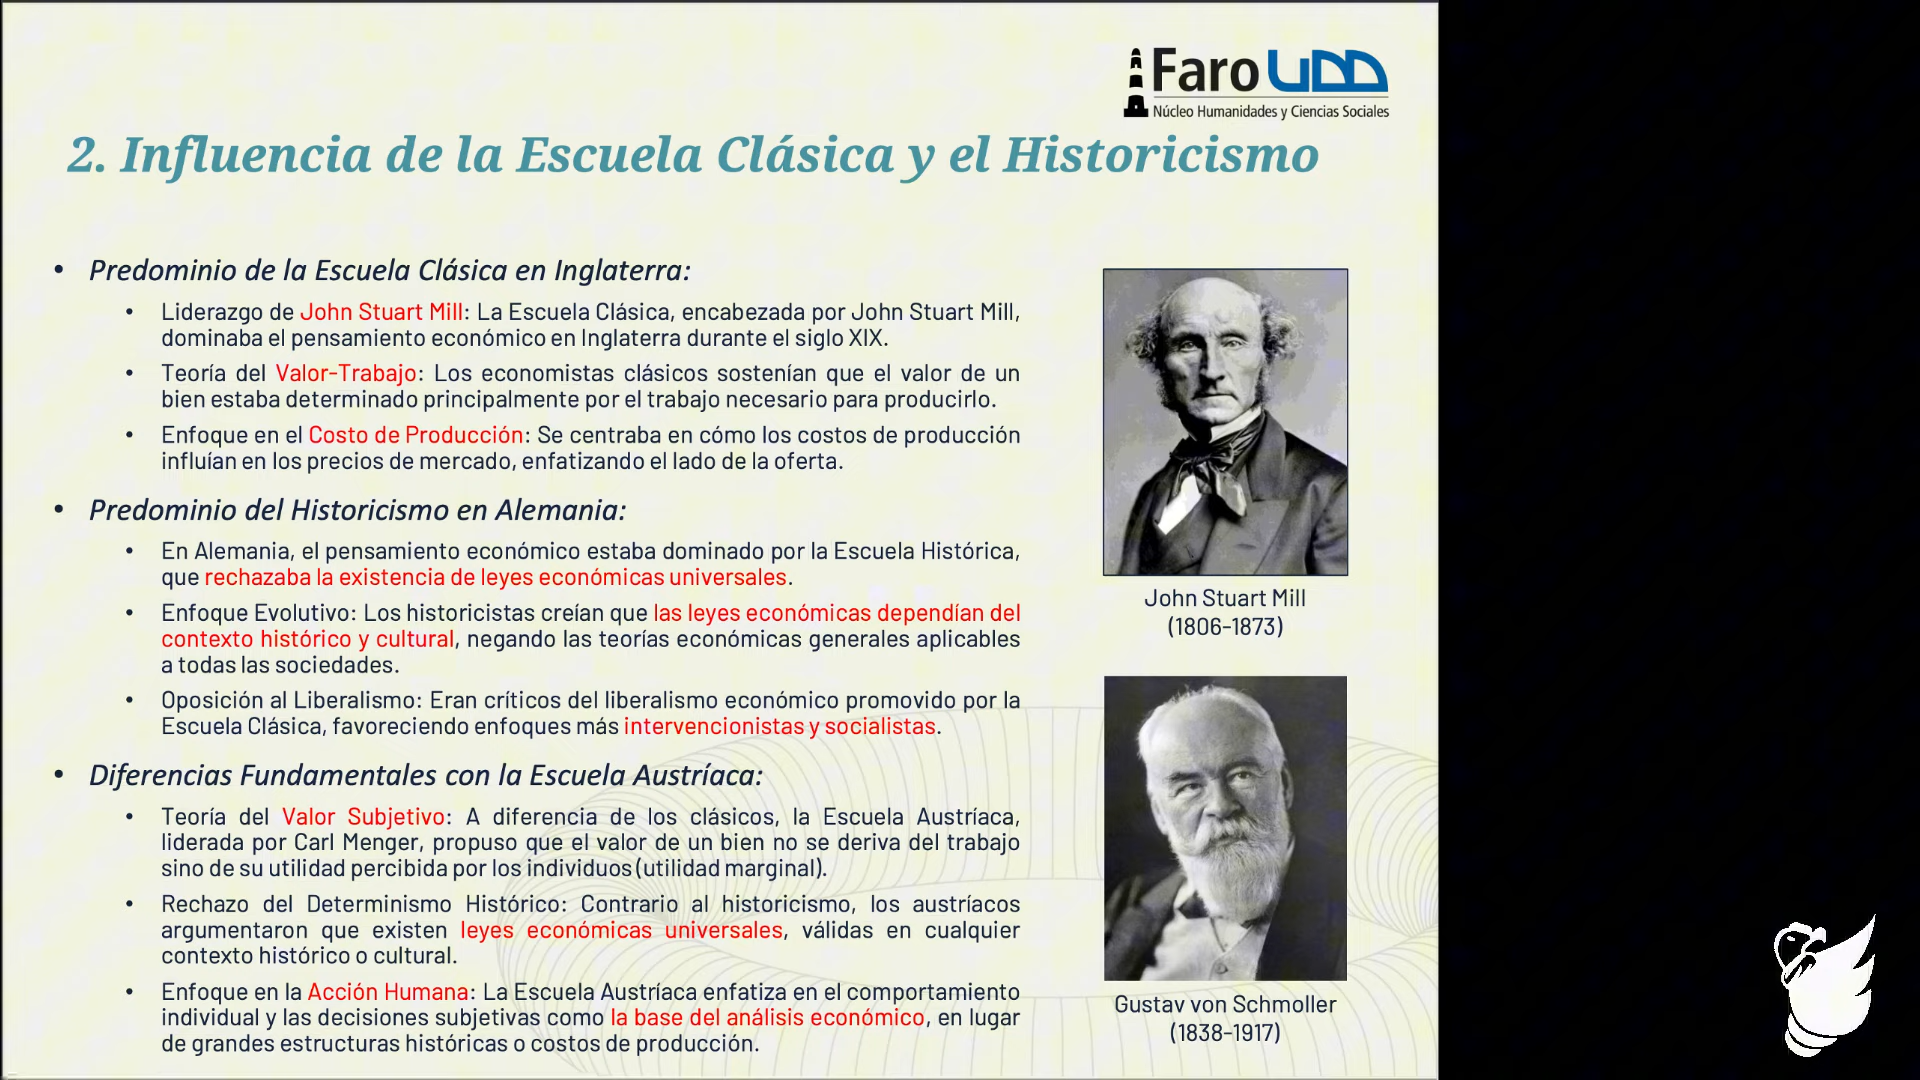 Faro UDD
Núcleo Humanidades y Ciencias Sociales
2. Influencia de la Escuela Clásica y el Historicismo
• Predominio de la Escuela Clásica en Inglaterra:
• Liderazgo de John Stuart Mill: La Escuela Clásica, encabezada por John Stuart Mill,
dominaba el pensamiento económico en Inglaterra durante el siglo XIX.
• Teoría del Valor-Trabajo: Los economistas clásicos sostenían que el valor de un
bien estaba determinado principalmente por el trabajo necesario para producirlo.
• Enfoque en el Costo de Producción: Se centraba en cómo los costos de producción
influían en los precios de mercado, enfatizando el lado de la oferta.
• Predominio del Historicismo en Alemania:
• En Alemania, el pensamiento económico estaba dominado por la Escuela Histórica,
que rechazaba la existencia de leyes económicas universales.
• Enfoque Evolutivo: Los historicistas creían que las leyes económicas dependían del
contexto histórico y cultural, negando las teorías económicas generales aplicables
a todas las sociedades.
• Oposición al Liberalismo: Eran críticos del liberalismo económico promovido por la
Escuela Clásica, favoreciendo enfoques más intervencionistas y socialistas.
• Diferencias Fundamentales con la Escuela Austríaca:
• Teoría del Valor Subjetivo: A diferencia de los clásicos, la Escuela Austríaca,
liderada por Carl Menger, propuso que el valor de un bien no se deriva del trabajo
sino de su utilidad percibida por los individuos (utilidad marginal).
• Rechazo del Determinismo Histórico: Contrario al historicismo, los austríacos
argumentaron que existen leyes económicas universales, válidas en cualquier
contexto histórico o cultural.
• Enfoque en la Acción Humana: La Escuela Austríaca enfatiza en el comportamiento
individual y las decisiones subjetivas como la base del análisis económico, en lugar
de grandes estructuras históricas o costos de producción.
John Stuart Mill
(1806-1873)
Gustav von Schmoller
(1838-1917)